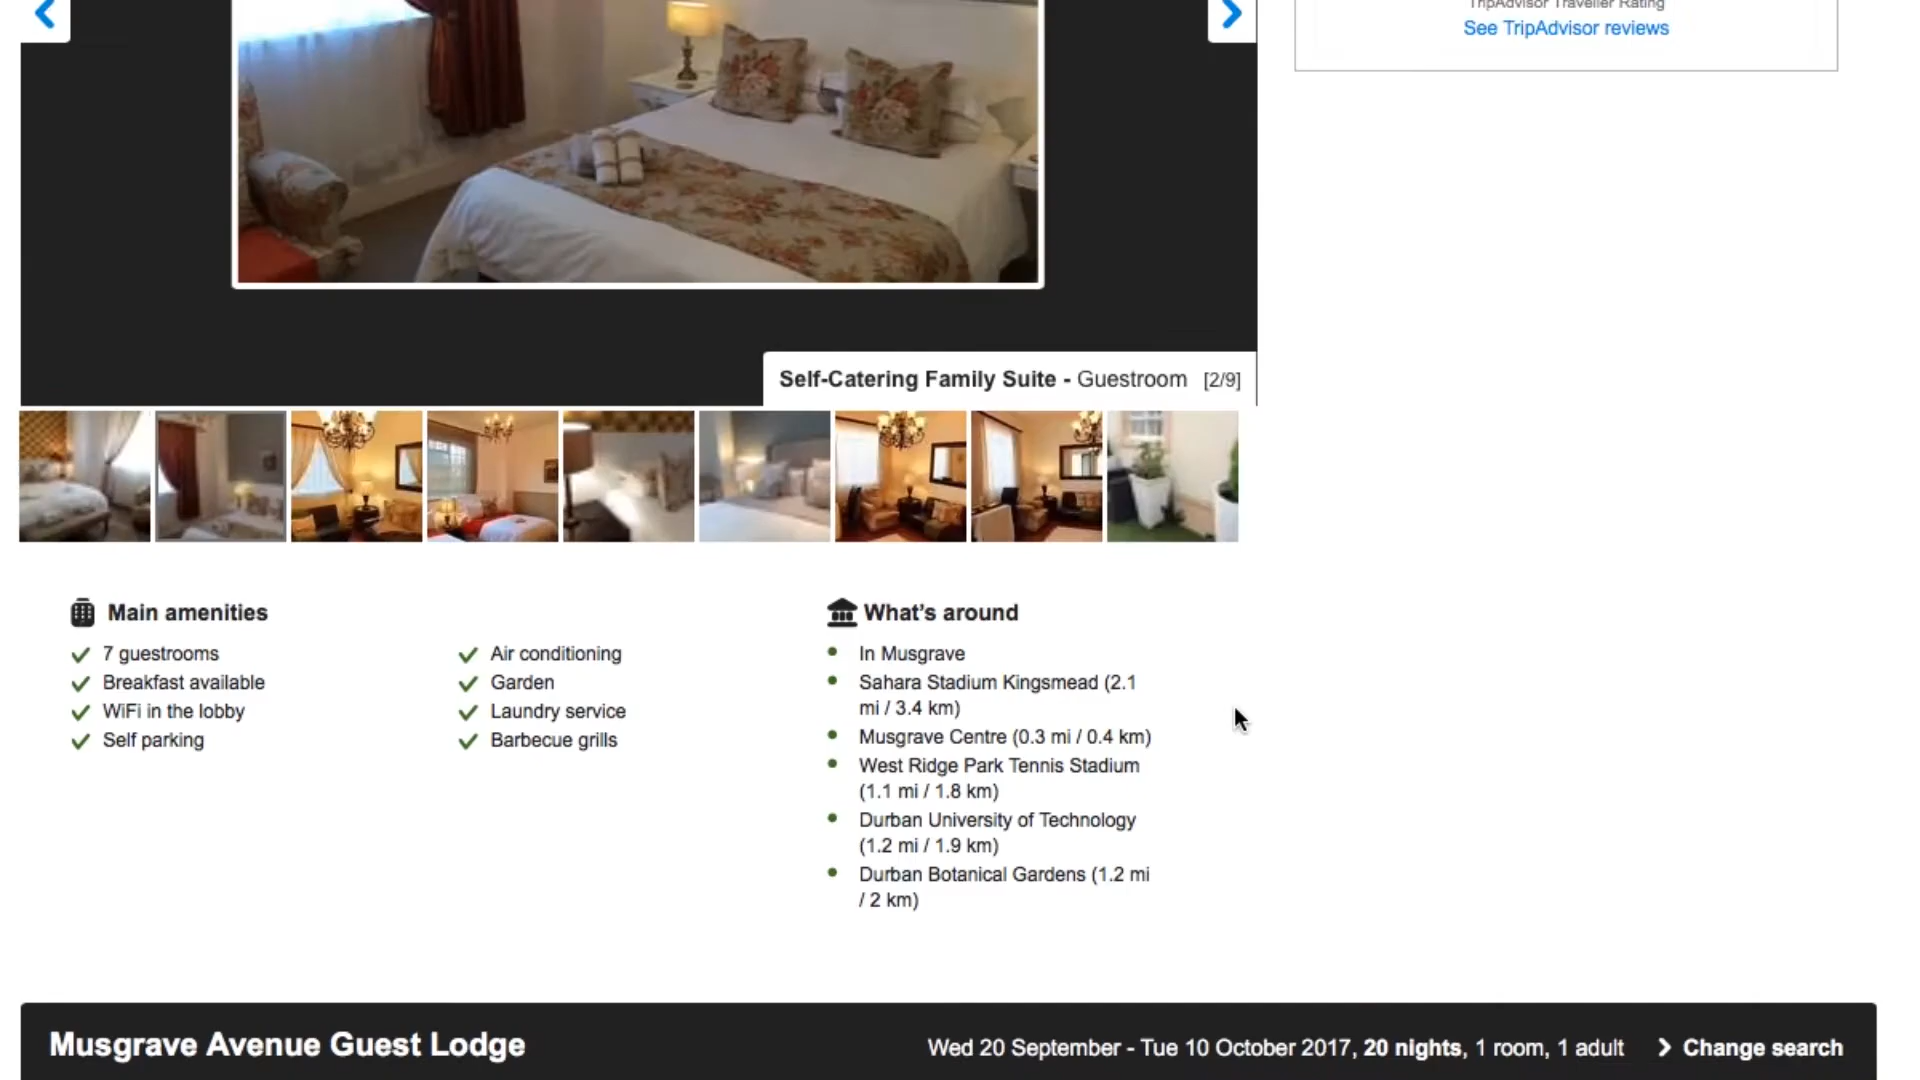 TripAdvisor Traveller Rating
See TripAdvisor reviews
Self-Catering Family Suite - Guestroom [2/9]
Main amenities
7 guestrooms
Breakfast available
WiFi in the lobby
Self parking
Air conditioning
Garden
Laundry service
Barbecue grills
What's around
In Musgrave
Sahara Stadium Kingsmead (2.1
mi / 3.4 km)
Musgrave Centre (0.3 mi / 0.4 km)
West Ridge Park Tennis Stadium
(1.1 mi / 1.8 km)
Durban University of Technology
(1.2 mi / 1.9 km)
Durban Botanical Gardens (1.2 mi
/ 2 km)
Musgrave Avenue Guest Lodge
Wed 20 September - Tue 10 October 2017, 20 nights, 1 room, 1 adult
Change search